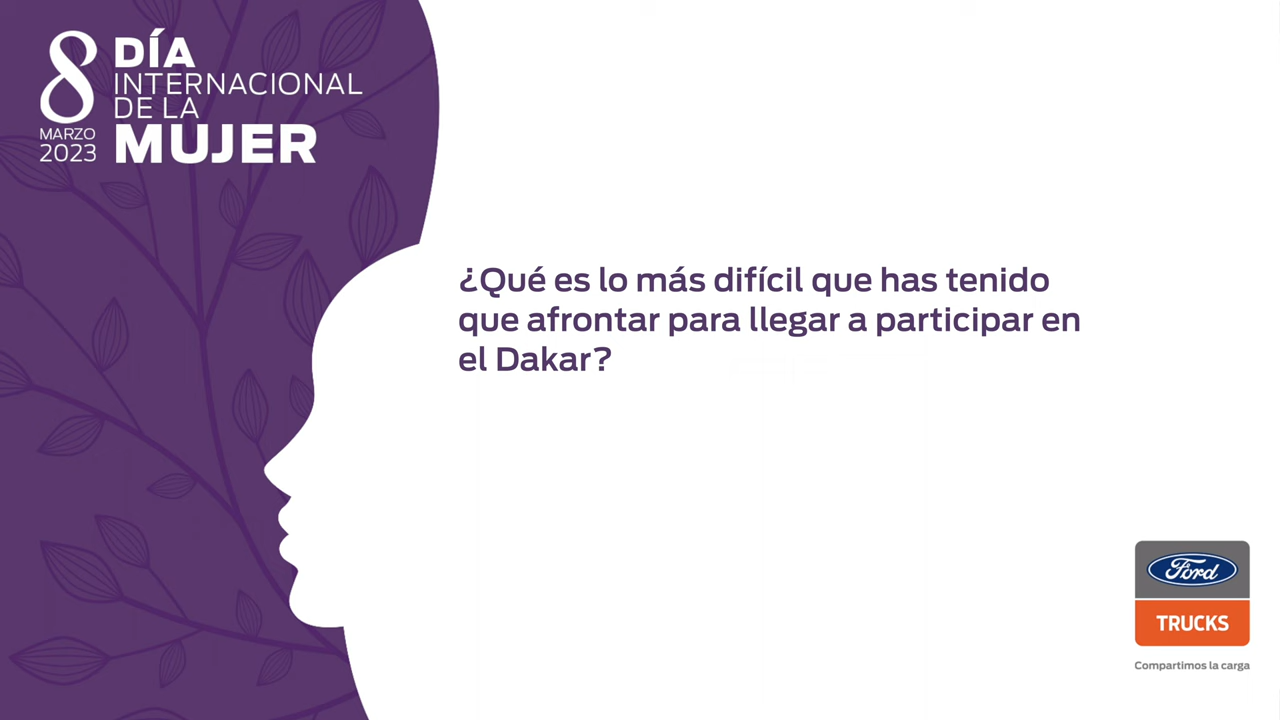 8 DÍA
INTERNACIONAL
DE LA
MARZO
2023
MUJER
¿Qué es lo más difícil que has tenido
que afrontar para llegar a participar en
el Dakar?
Ford
TRUCKS
Compartimos la carga